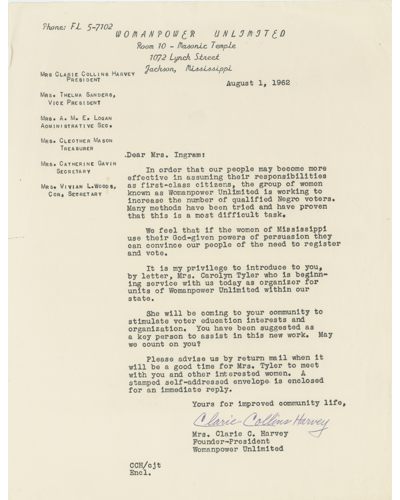 Phone: FL 5-7102
WOMANPOWER UNLIMITED
Room 10 - Masonic Temple
1072 Lynch Street
Jackson, Mississippi
August 1, 1962
Mrs Clarie Collins Harvey
President
Mrs. Thelma Sanders,
Vice President
Mrs. A. M. E. Logan
Administrative Sec.
Mrs. Cleother Mason
Treasurer
Mrs. Catherine Gavin
Secretary
Mrs. Vivian L. Woods,
Cor. Secretary
Dear Mrs. Ingram:
In order that our people may become more
effective in assuming their responsibilities
as first-class citizens, the group of women
known as Womanpower Unlimited is working to
increase the number of qualified Negro voters.
Many methods have been tried and have proven
that this is a most difficult task.
We feel that if the women of Mississippi
use their God-given powers of persuasion they
can convince our people of the need to register
and vote.
It is my privilege to introduce to you,
by letter, Mrs. Carolyn Tyler who is beginn-
ing service with us today as organizer for
units of Womanpower Unlimited within our
state.
She will be coming to your community to
stimulate voter education interests and
organization. You have been suggested as
a key person to assist in this new work. May
we count on you?
Please advise us by return mail when it
will be a good time for Mrs. Tyler to meet
with you and other interested women. A
stamped self-addressed envelope is enclosed
for an immediate reply.
Yours for improved community life,
Clarie Collins Harvey
Mrs. Clarie C. Harvey
Founder-President
Womanpower Unlimited
CCH/cjt
Encl.